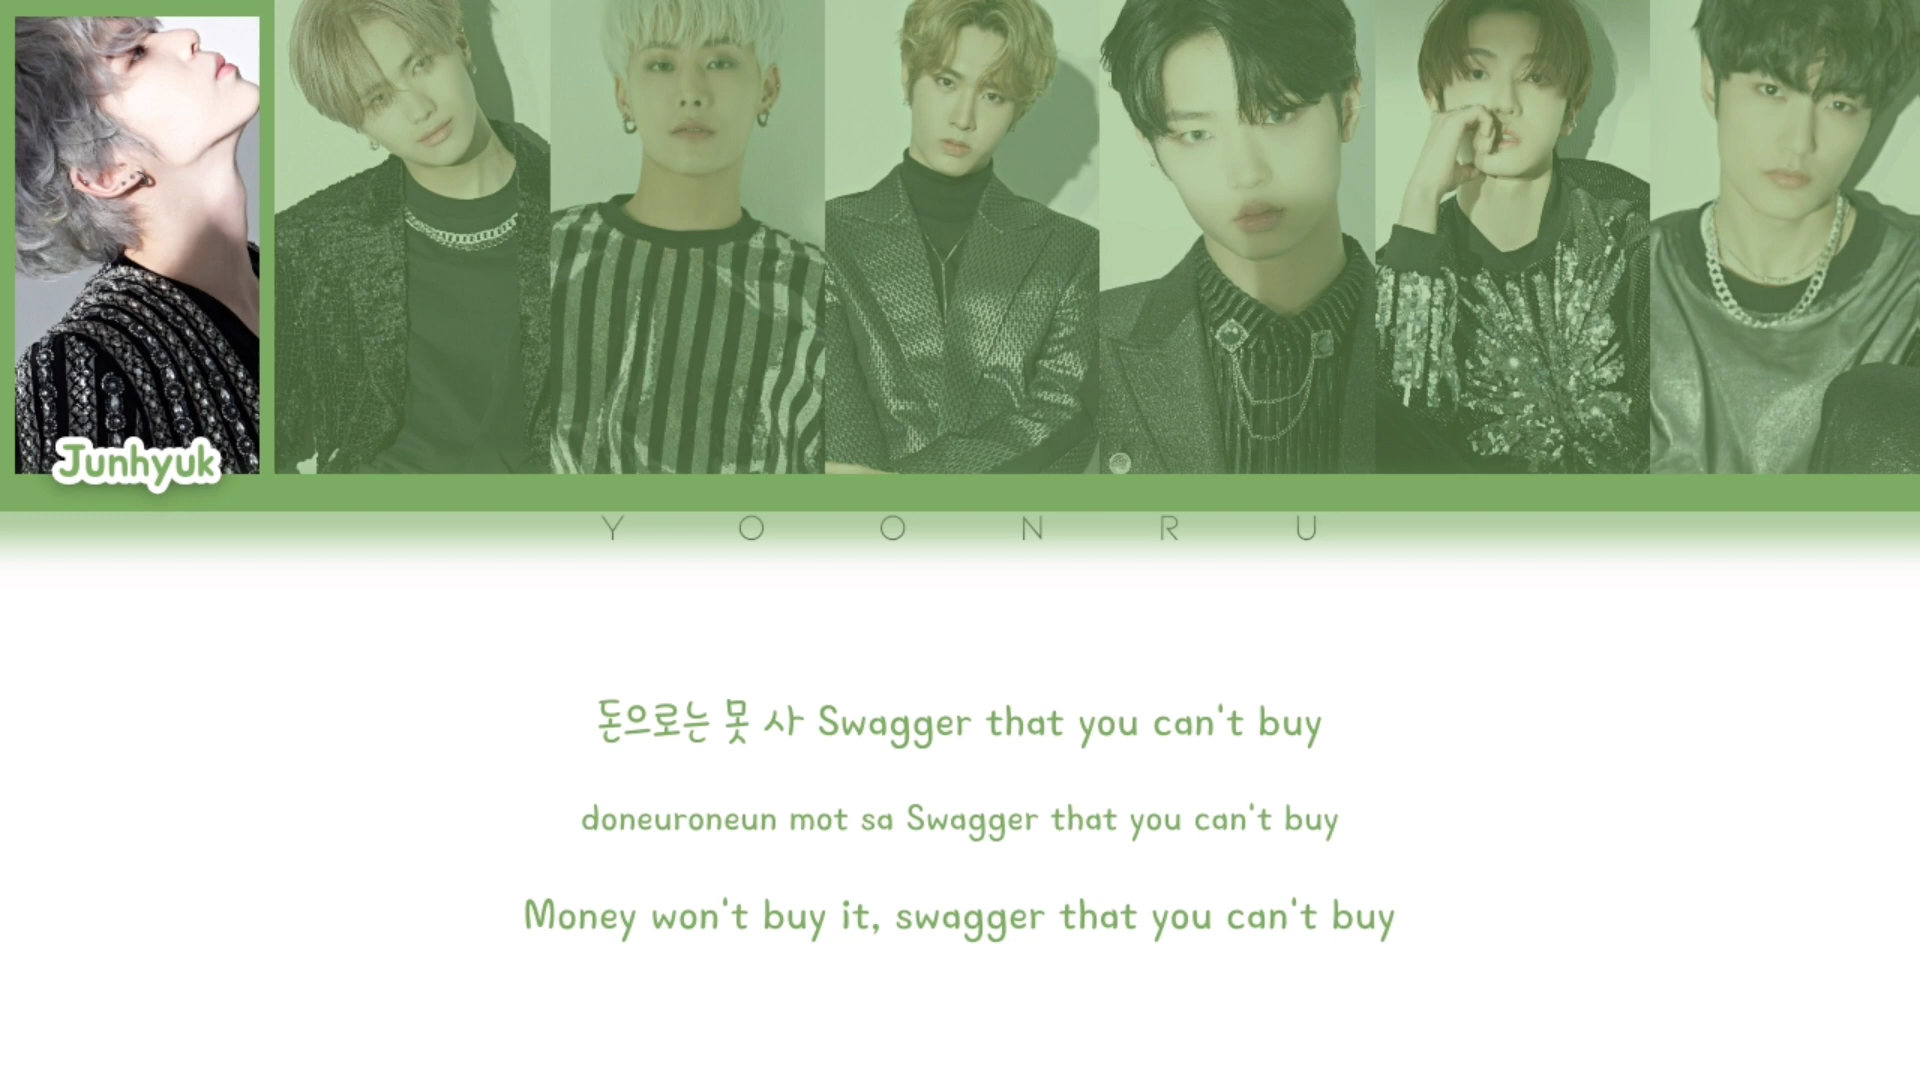 Junhyuk
Y O O N R U
돈으로는 못 사 Swagger that you can't buy
doneuroneun mot sa Swagger that you can't buy
Money won't buy it, swagger that you can't buy